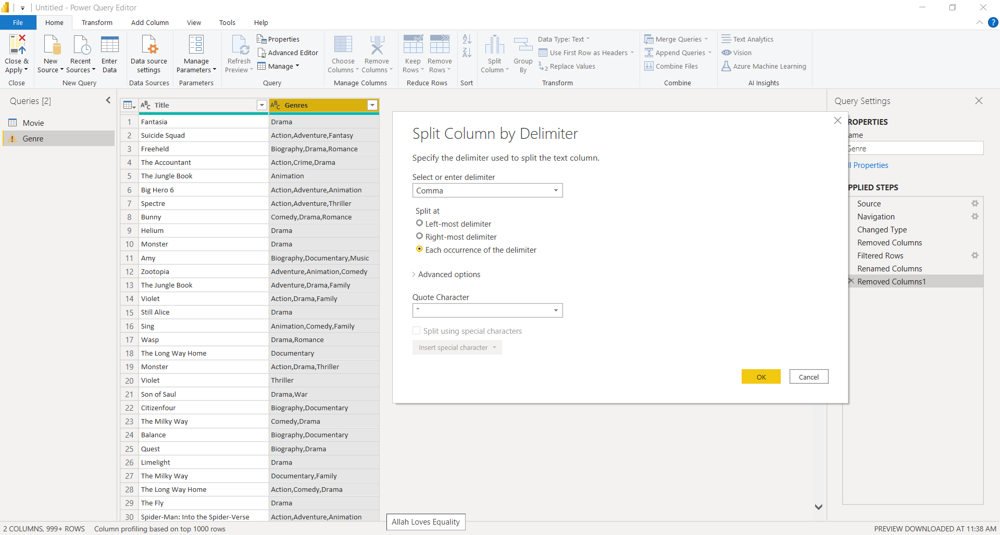 Untitled - Power Query Editor
File Home Transform Add Column View Tools Help
Close & Apply
Close
New Source
Recent Sources
Enter Data
New Query
Data source settings
Data Sources
Manage Parameters
Parameters
Refresh Preview
Properties
Advanced Editor
Manage
Query
Choose Columns
Remove Columns
Manage Columns
Keep Rows
Remove Rows
Reduce Rows
Sort
Split Column
Group By
Data Type: Text
Use First Row as Headers
Replace Values
Transform
Merge Queries
Append Queries
Combine Files
Combine
Text Analytics
Vision
Azure Machine Learning
AI Insights
Queries [2]
Movie
Genre
Title Genres
1 Fantasia Drama
2 Suicide Squad Action,Adventure,Fantasy
3 Freeheld Biography,Drama,Romance
4 The Accountant Action,Crime,Drama
5 The Jungle Book Animation
6 Big Hero 6 Action,Adventure,Animation
7 Spectre Action,Adventure,Thriller
8 Bunny Comedy,Drama,Romance
9 Helium Drama
10 Monster Drama
11 Amy Biography,Documentary,Music
12 Zootopia Adventure,Animation,Comedy
13 The Jungle Book Adventure,Drama,Family
14 Violet Action,Drama,Family
15 Still Alice Drama
16 Sing Animation,Comedy,Family
17 Wasp Drama,Romance
18 The Long Way Home Documentary
19 Monster Action,Drama,Thriller
20 Violet Thriller
21 Son of Saul Drama,War
22 Citizenfour Biography,Documentary
23 The Milky Way Comedy,Drama
24 Balance Biography,Documentary
25 Quest Biography,Drama
26 Limelight Drama
27 The Milky Way Documentary,Family
28 The Long Way Home Action,Comedy,Drama
29 The Fly Drama
30 Spider-Man: Into the Spider-Verse Action,Adventure,Animation
Allah Loves Equality
Split Column by Delimiter
Specify the delimiter used to split the text column.
Select or enter delimiter
Comma
Split at
Left-most delimiter
Right-most delimiter
Each occurrence of the delimiter
Advanced options
Quote Character
"
Split using special characters
Insert special character
OK Cancel
Query Settings
ROPERTIES
ame
Genre
ll Properties
PPLIED STEPS
Source
Navigation
Changed Type
Removed Columns
Filtered Rows
Renamed Columns
Removed Columns1
2 COLUMNS, 999+ ROWS Column profiling based on top 1000 rows
PREVIEW DOWNLOADED AT 11:38 AM